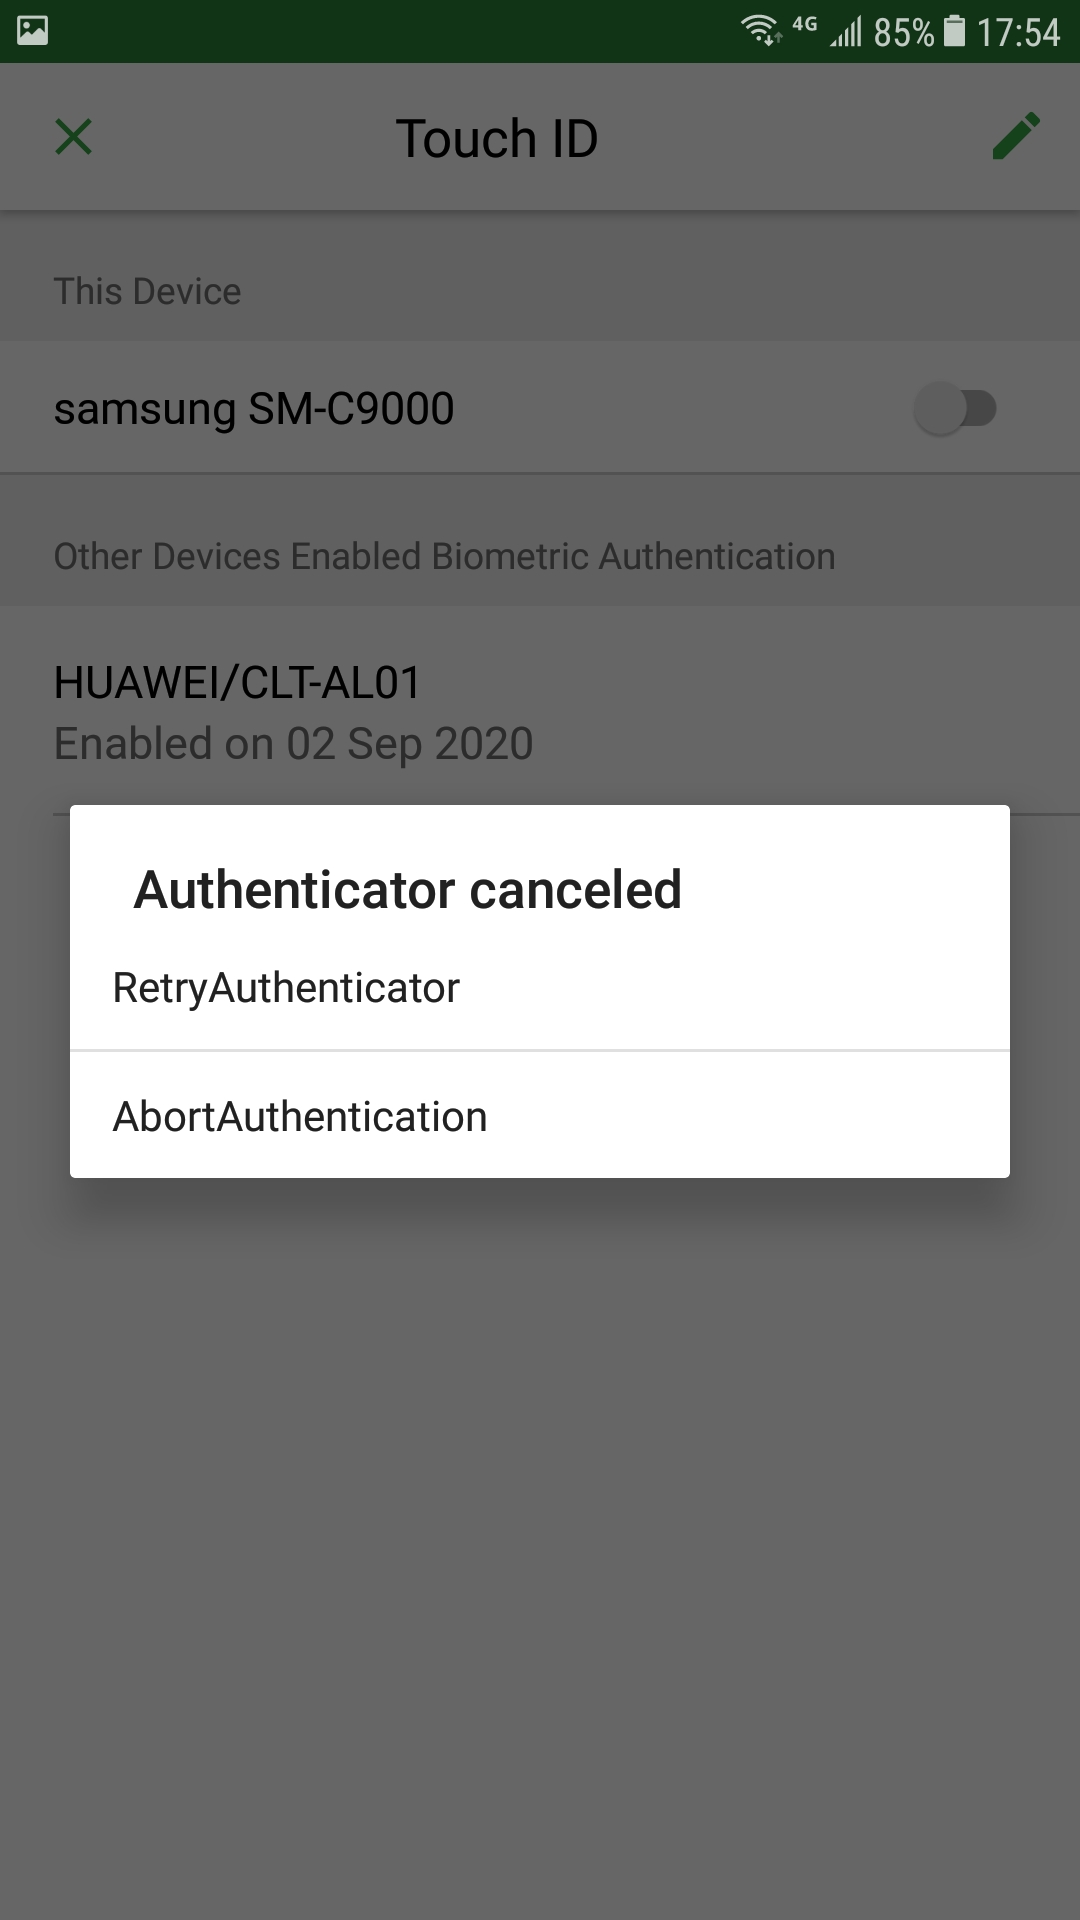 4G 85% 17:54
Touch ID
This Device
samsung SM-C9000
Other Devices Enabled Biometric Authentication
HUAWEI/CLT-AL01
Enabled on 02 Sep 2020
Authenticator canceled
RetryAuthenticator
AbortAuthentication